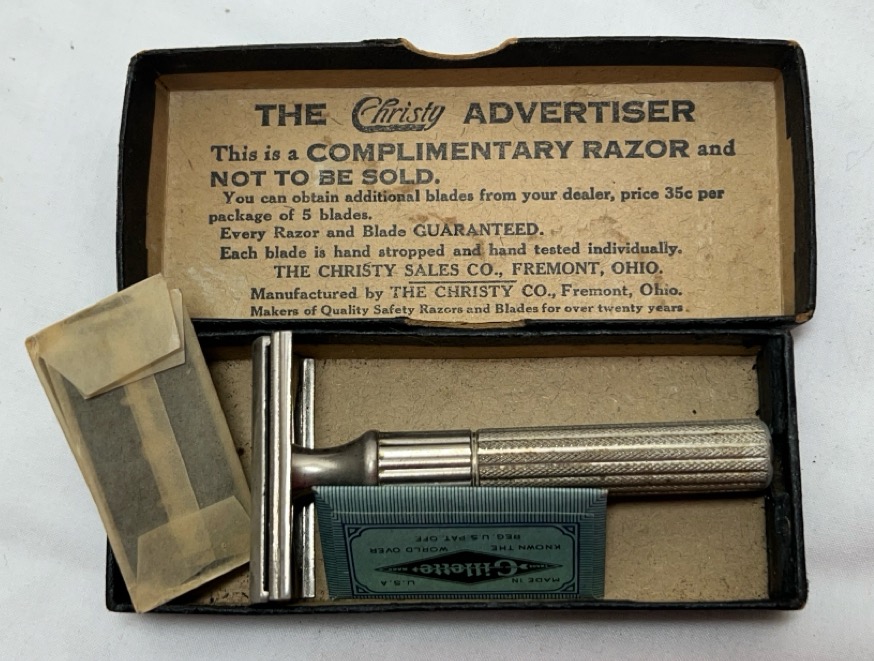 THE Christy ADVERTISER
This is a COMPLIMENTARY RAZOR and
NOT TO BE SOLD.
You can obtain additional blades from your dealer, price 35c per
package of 5 blades.
Every Razor and Blade GUARANTEED.
Each blade is hand stropped and hand tested individually.
THE CHRISTY SALES CO., FREMONT, OHIO.
Manufactured by THE CHRISTY CO., Fremont, Ohio.
Makers of Quality Safety Razors and Blades for over twenty years.
MADE IN U.S.A
TRADE Gillette MARK
KNOWN THE WORLD OVER
REG. U.S. PAT. OFF.